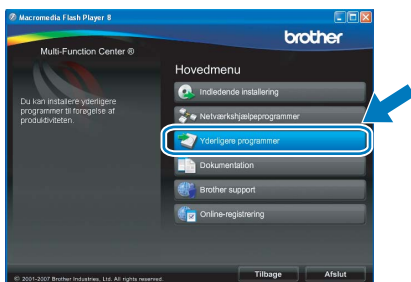 Macromedia Flash Player 8
brother
Multi-Function Center ®
Hovedmenu
Du kan installere yderligere
programmer til forøgelse af
produktiviteten.
Indledende installering
Netværkshjælpeprogrammer
Yderligere programmer
Dokumentation
Brother support
Online-registrering
© 2001-2007 Brother Industries, Ltd. All rights reserved.
Tilbage
Afslut